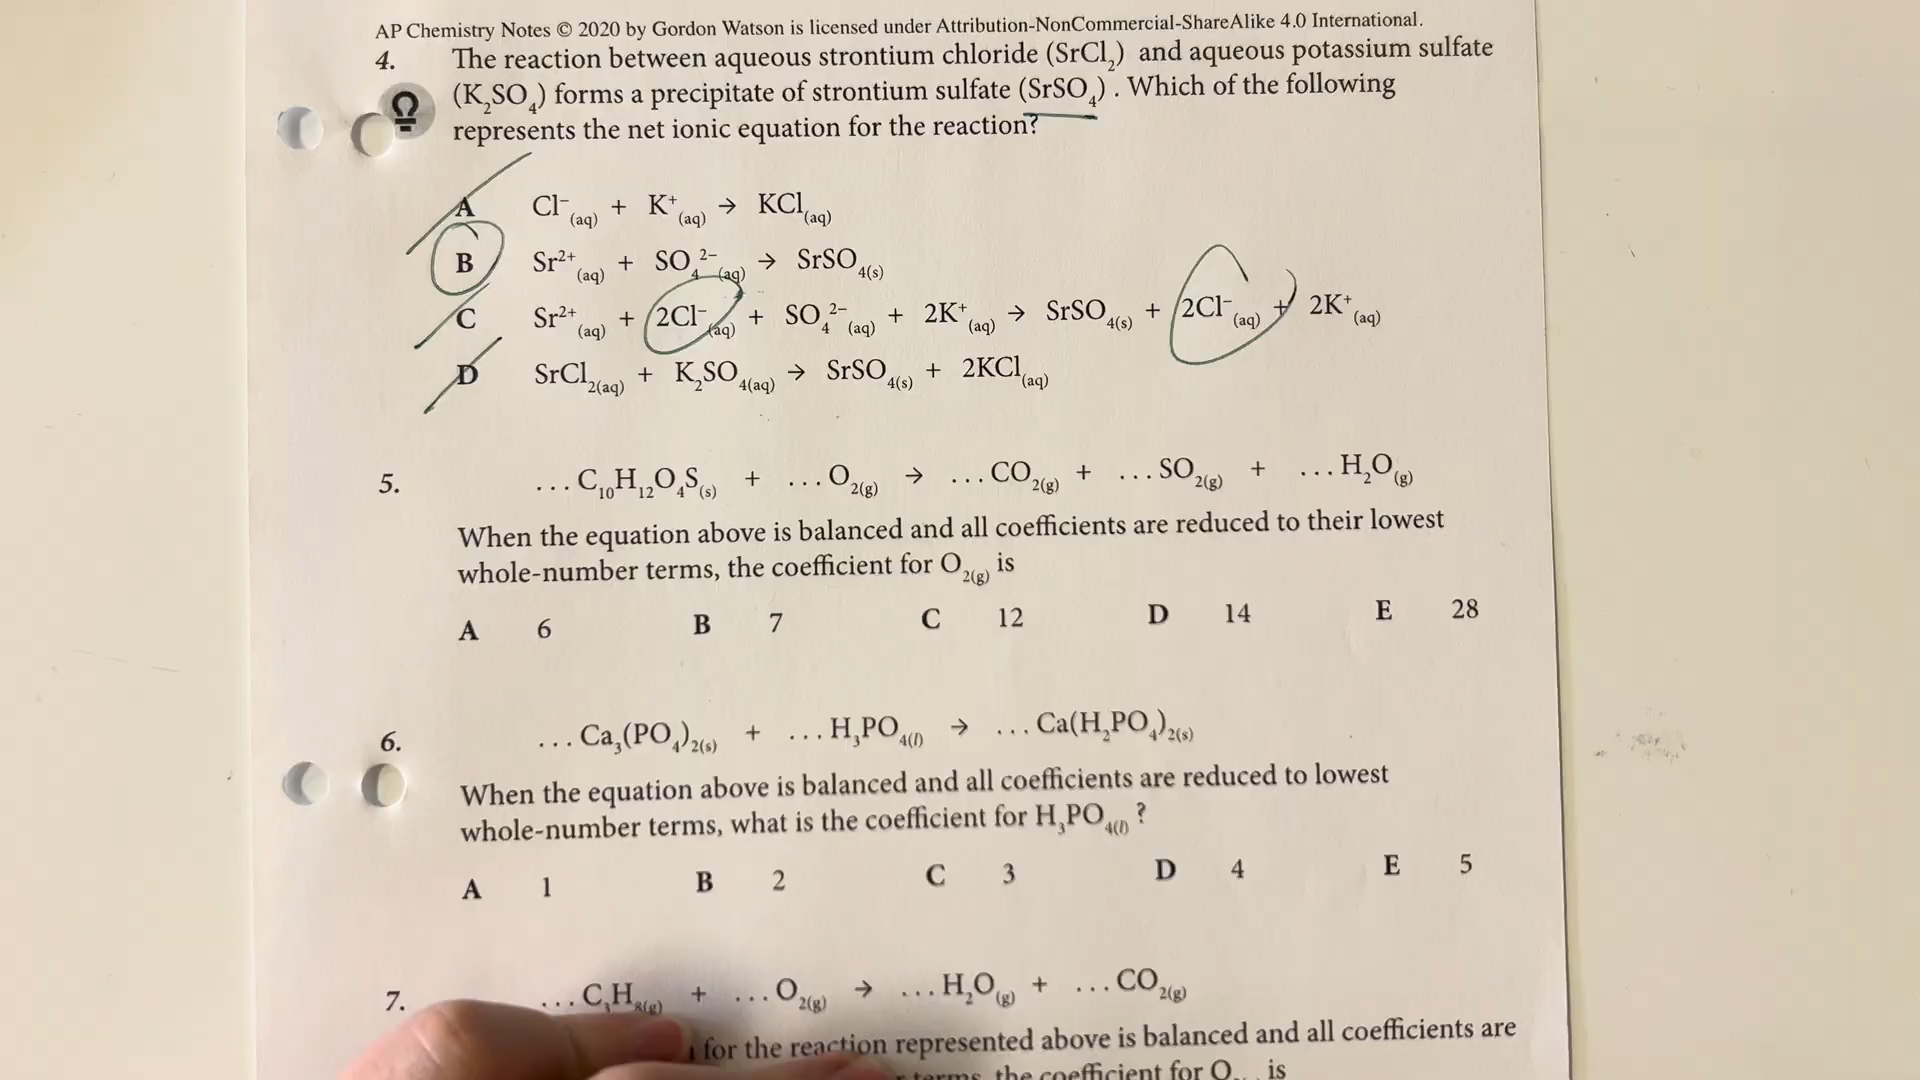 AP Chemistry Notes © 2020 by Gordon Watson is licensed under Attribution-NonCommercial-ShareAlike 4.0 International.
4. The reaction between aqueous strontium chloride (SrCl₂) and aqueous potassium sulfate
(K₂SO₄) forms a precipitate of strontium sulfate (SrSO₄) . Which of the following
represents the net ionic equation for the reaction?
A Cl⁻(aq) + K⁺(aq) → KCl(aq)
B Sr²⁺(aq) + SO₄²⁻(aq) → SrSO₄(s)
C Sr²⁺(aq) + 2Cl⁻(aq) + SO₄²⁻(aq) + 2K⁺(aq) → SrSO₄(s) + 2Cl⁻(aq) + 2K⁺(aq)
D SrCl₂(aq) + K₂SO₄(aq) → SrSO₄(s) + 2KCl(aq)
5. ...C₁₀H₁₂O₄S(s) + ...O₂(g) → ...CO₂(g) + ...SO₂(g) + ...H₂O(g)
When the equation above is balanced and all coefficients are reduced to their lowest
whole-number terms, the coefficient for O₂(g) is
A 6 B 7 C 12 D 14 E 28
6. ...Ca₃(PO₄)₂(s) + ...H₃PO₄(l) → ...Ca(H₂PO₄)₂(s)
When the equation above is balanced and all coefficients are reduced to lowest
whole-number terms, what is the coefficient for H₃PO₄(l) ?
A 1 B 2 C 3 D 4 E 5
7. ...C₃H₈(g) + ...O₂(g) → ...H₂O(g) + ...CO₂(g)
for the reaction represented above is balanced and all coefficients are
terms, the coefficient for O is